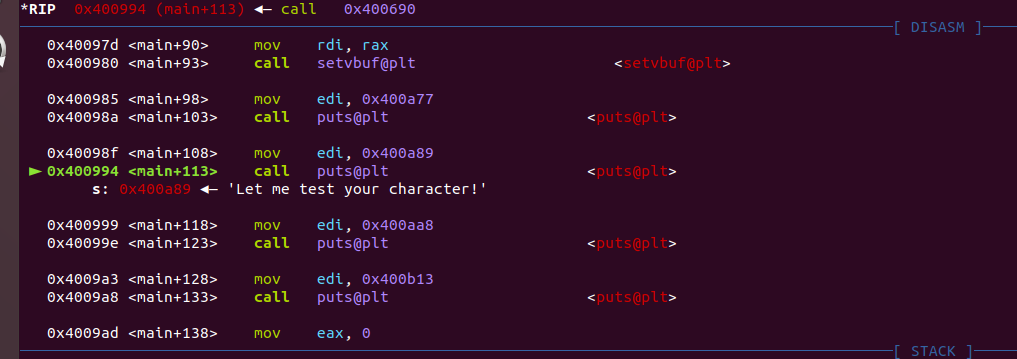 *RIP  0x400994 (main+113) ◂— call   0x400690
[ DISASM ]
0x40097d <main+90>     mov    rdi, rax
0x400980 <main+93>     call   setvbuf@plt                      <setvbuf@plt>
0x400985 <main+98>     mov    edi, 0x400a77
0x40098a <main+103>    call   puts@plt                      <puts@plt>
0x40098f <main+108>    mov    edi, 0x400a89
► 0x400994 <main+113>    call   puts@plt                      <puts@plt>
s: 0x400a89 ◂— 'Let me test your character!'
0x400999 <main+118>    mov    edi, 0x400aa8
0x40099e <main+123>    call   puts@plt                      <puts@plt>
0x4009a3 <main+128>    mov    edi, 0x400b13
0x4009a8 <main+133>    call   puts@plt                      <puts@plt>
0x4009ad <main+138>    mov    eax, 0
[ STACK ]